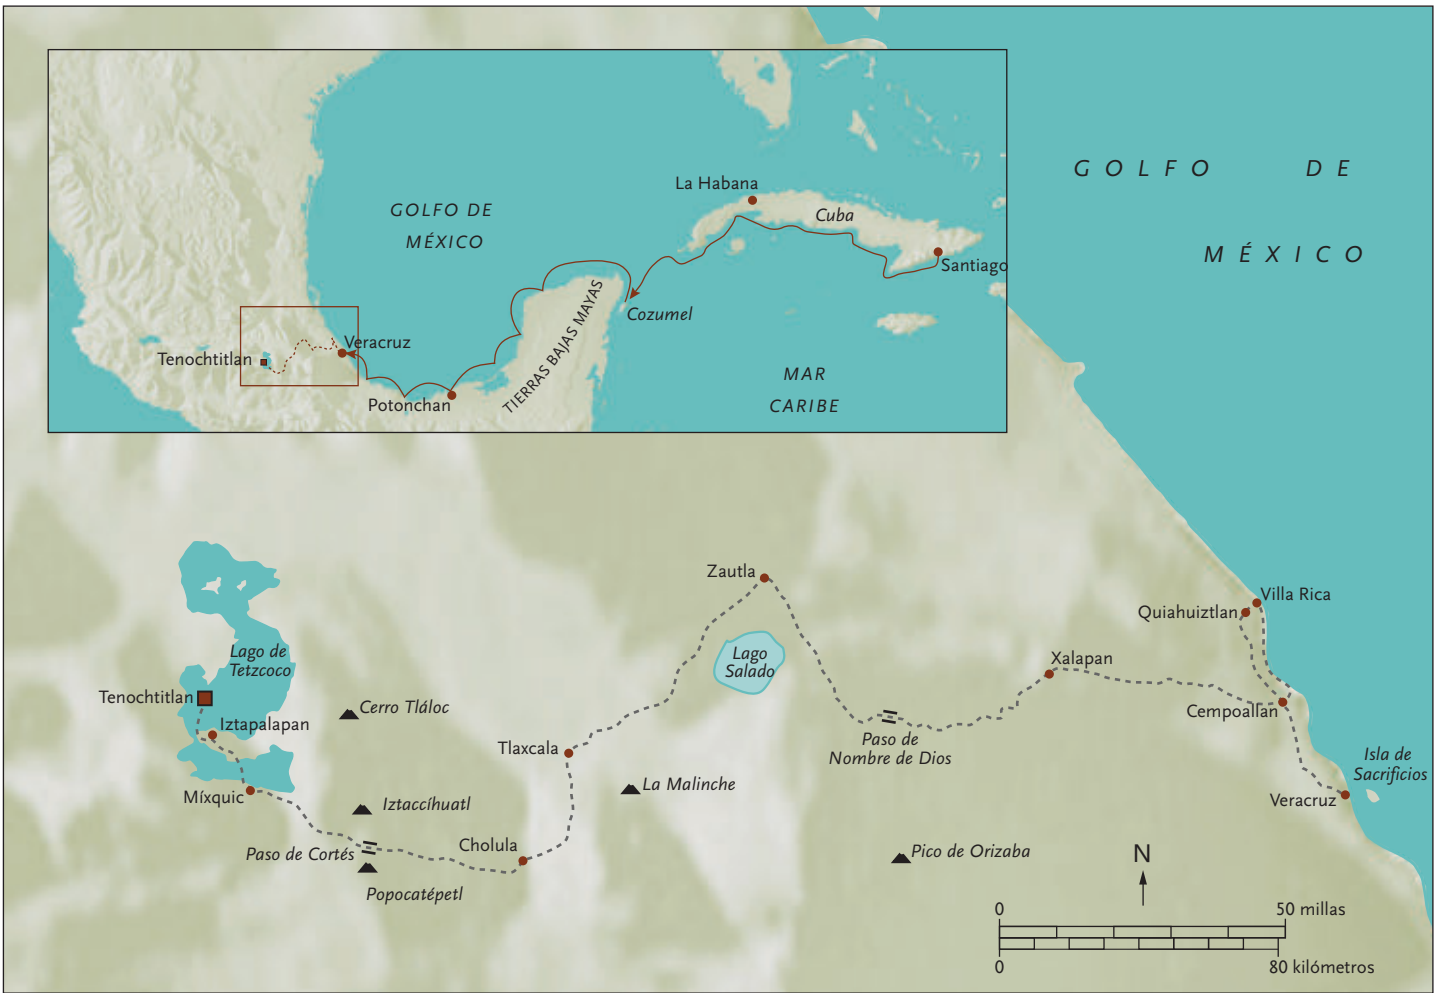 GOLFO DE
MÉXICO
La Habana
Cuba
Santiago
Cozumel
TIERRAS BAJAS MAYAS
Veracruz
Tenochtitlan
Potonchan
MAR
CARIBE
GOLFO DE
MÉXICO
Zautla
Villa Rica
Quiahuiztlan
Lago de
Tetzcoco
Lago
Salado
Xalapan
Tenochtitlan
Iztapalapan
Cerro Tláloc
Cempoallan
Tlaxcala
Paso de
Nombre de Dios
Isla de
Sacrificios
La Malinche
Míxquic
Iztaccíhuatl
Veracruz
Paso de Cortés
Cholula
Pico de Orizaba
N
Popocatépetl
0 50 millas
0 80 kilómetros